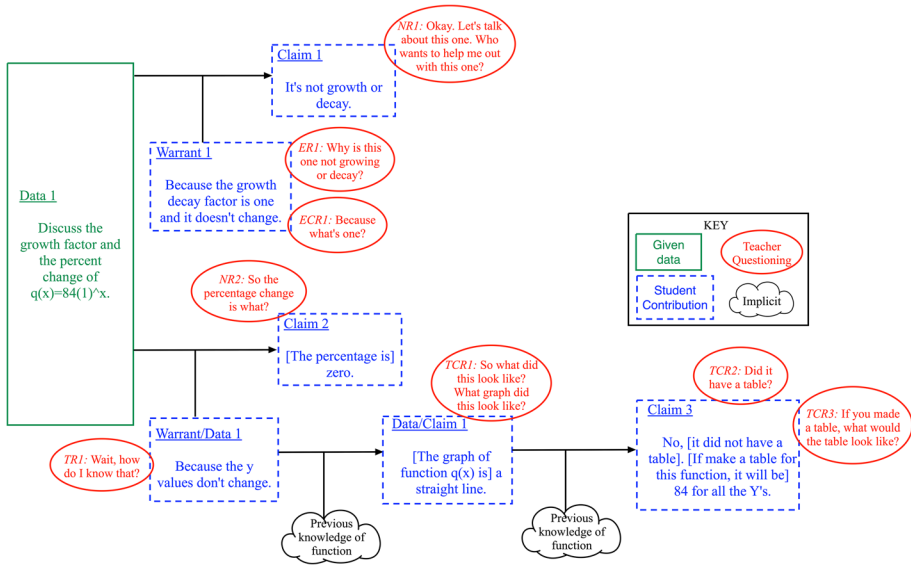 NR1: Okay. Let's talk
about this one. Who
wants to help me out
with this one?
Claim 1
It's not growth or
decay.
Warrant 1
Because the growth
decay factor is one
and it doesn't change.
ER1: Why is this
one not growing
or decay?
ECR1: Because
what's one?
Data 1
Discuss the
growth factor and
the percent
change of
q(x)=84(1)^x.
KEY
Given
data
Teacher
Questioning
Student
Contribution
Implicit
NR2: So the
percentage change
is what?
Claim 2
[The percentage is]
zero.
TCR1: So what did
this look like?
What graph did
this look like?
TCR2: Did it
have a table?
TCR3: If you made
a table, what would
the table look like?
TR1: Wait, how
do I know that?
Warrant/Data 1
Because the y
values don't change.
Data/Claim 1
[The graph of
function q(x) is] a
straight line.
Claim 3
No, [it did not have a
table]. [If make a table for
this function, it will be]
84 for all the Y's.
Previous
knowledge of
function
Previous
knowledge of
function